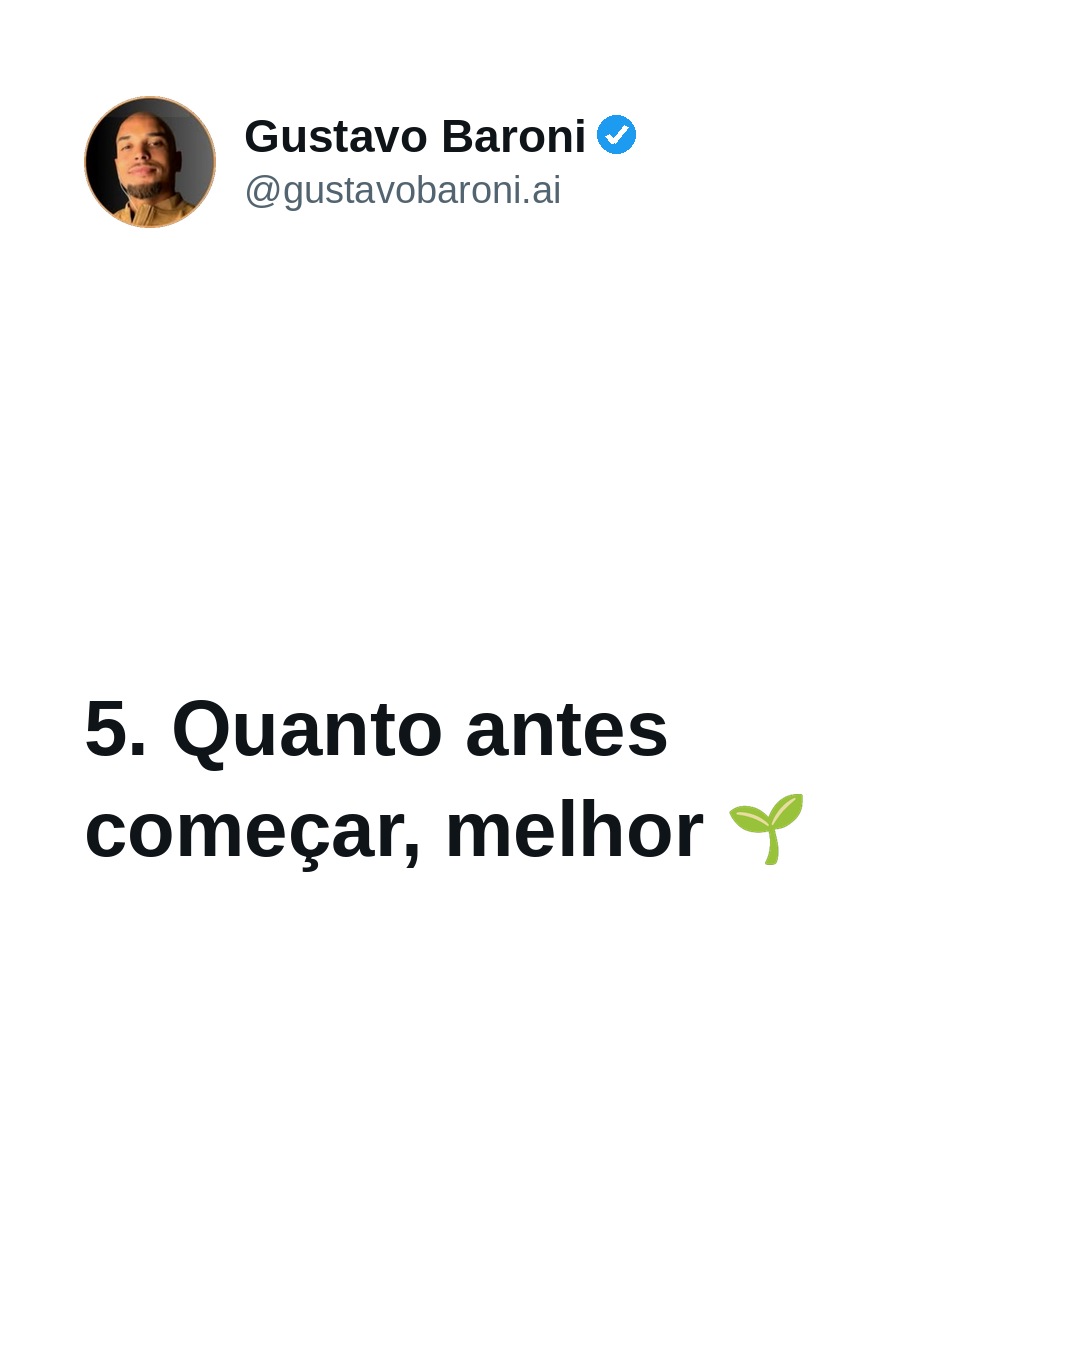 Gustavo Baroni
@gustavobaroni.ai
5. Quanto antes
começar, melhor 🌱